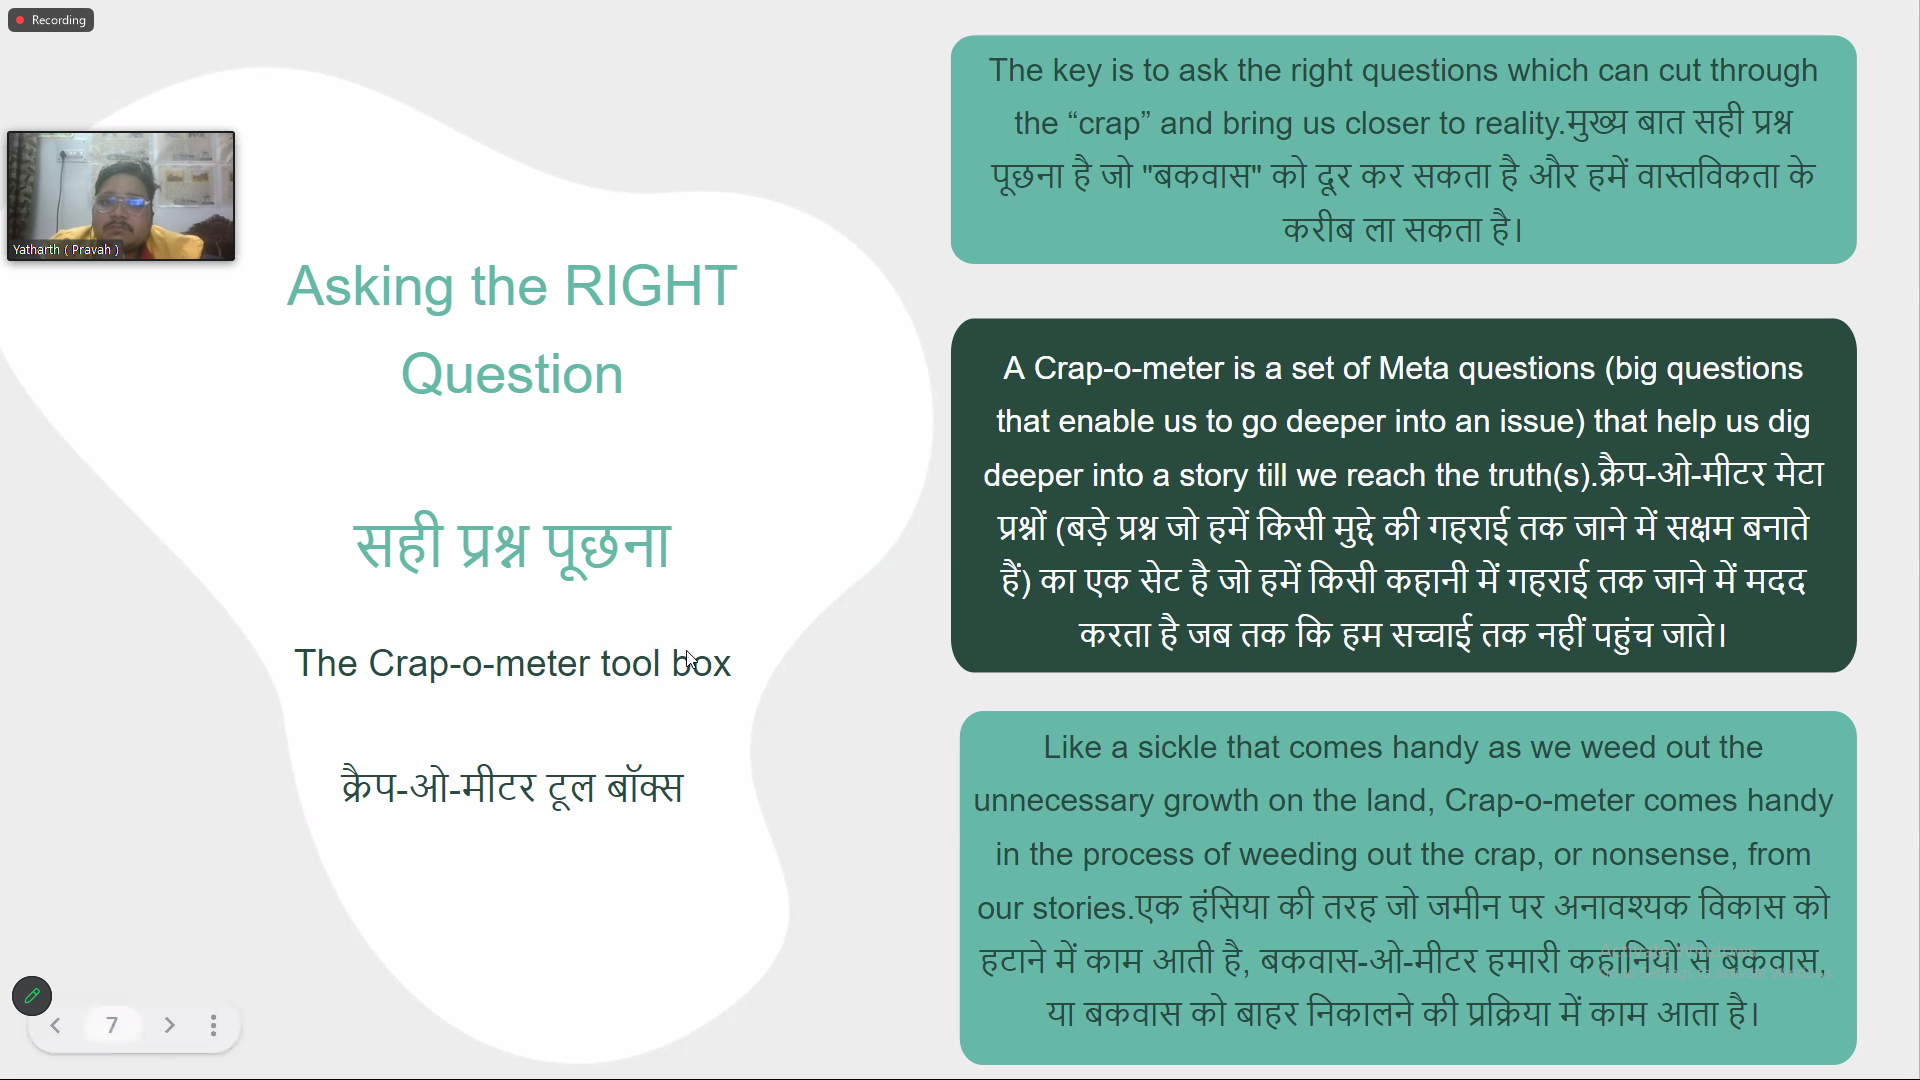 Recording
Yatharth ( Pravah )
Asking the RIGHT
Question
सही प्रश्न पूछना
The Crap-o-meter tool box
क्रैप-ओ-मीटर टूल बॉक्स
7
The key is to ask the right questions which can cut through
the “crap” and bring us closer to reality.मुख्य बात सही प्रश्न
पूछना है जो "बकवास" को दूर कर सकता है और हमें वास्तविकता के
करीब ला सकता है।
A Crap-o-meter is a set of Meta questions (big questions
that enable us to go deeper into an issue) that help us dig
deeper into a story till we reach the truth(s).क्रैप-ओ-मीटर मेटा
प्रश्नों (बड़े प्रश्न जो हमें किसी मुद्दे की गहराई तक जाने में सक्षम बनाते
हैं) का एक सेट है जो हमें किसी कहानी में गहराई तक जाने में मदद
करता है जब तक कि हम सच्चाई तक नहीं पहुंच जाते।
Like a sickle that comes handy as we weed out the
unnecessary growth on the land, Crap-o-meter comes handy
in the process of weeding out the crap, or nonsense, from
our stories.एक हंसिया की तरह जो जमीन पर अनावश्यक विकास को
हटाने में काम आती है, बकवास-ओ-मीटर हमारी कहानियों से बकवास,
या बकवास को बाहर निकालने की प्रक्रिया में काम आता है।
Activate Windows